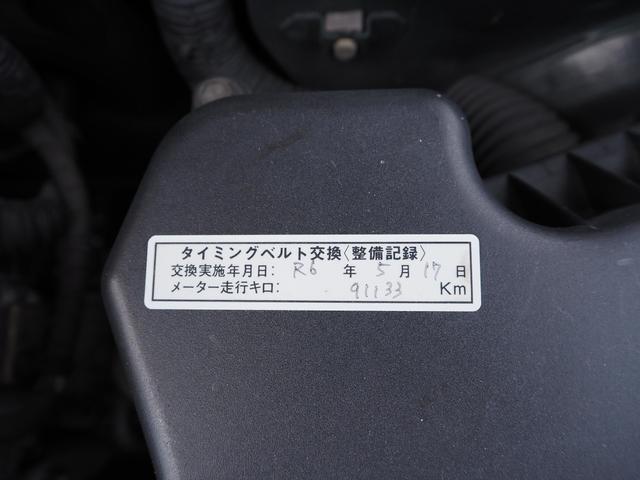 タイミングベルト交換〈整備記録〉
交換実施年月日: R6 年 5 月 17 日
メーター走行キロ: 91133 Km